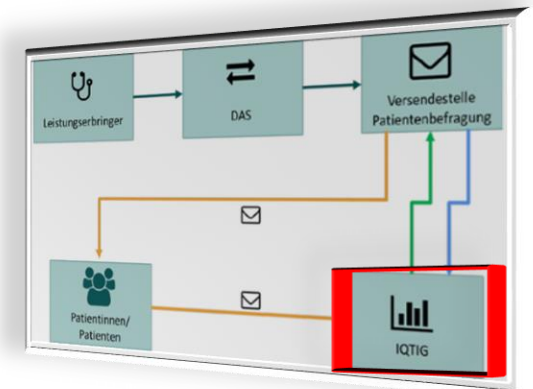 Leistungserbringer
DAS
Versendestelle
Patientenbefragung
Patientinnen/
Patienten
IQTIG